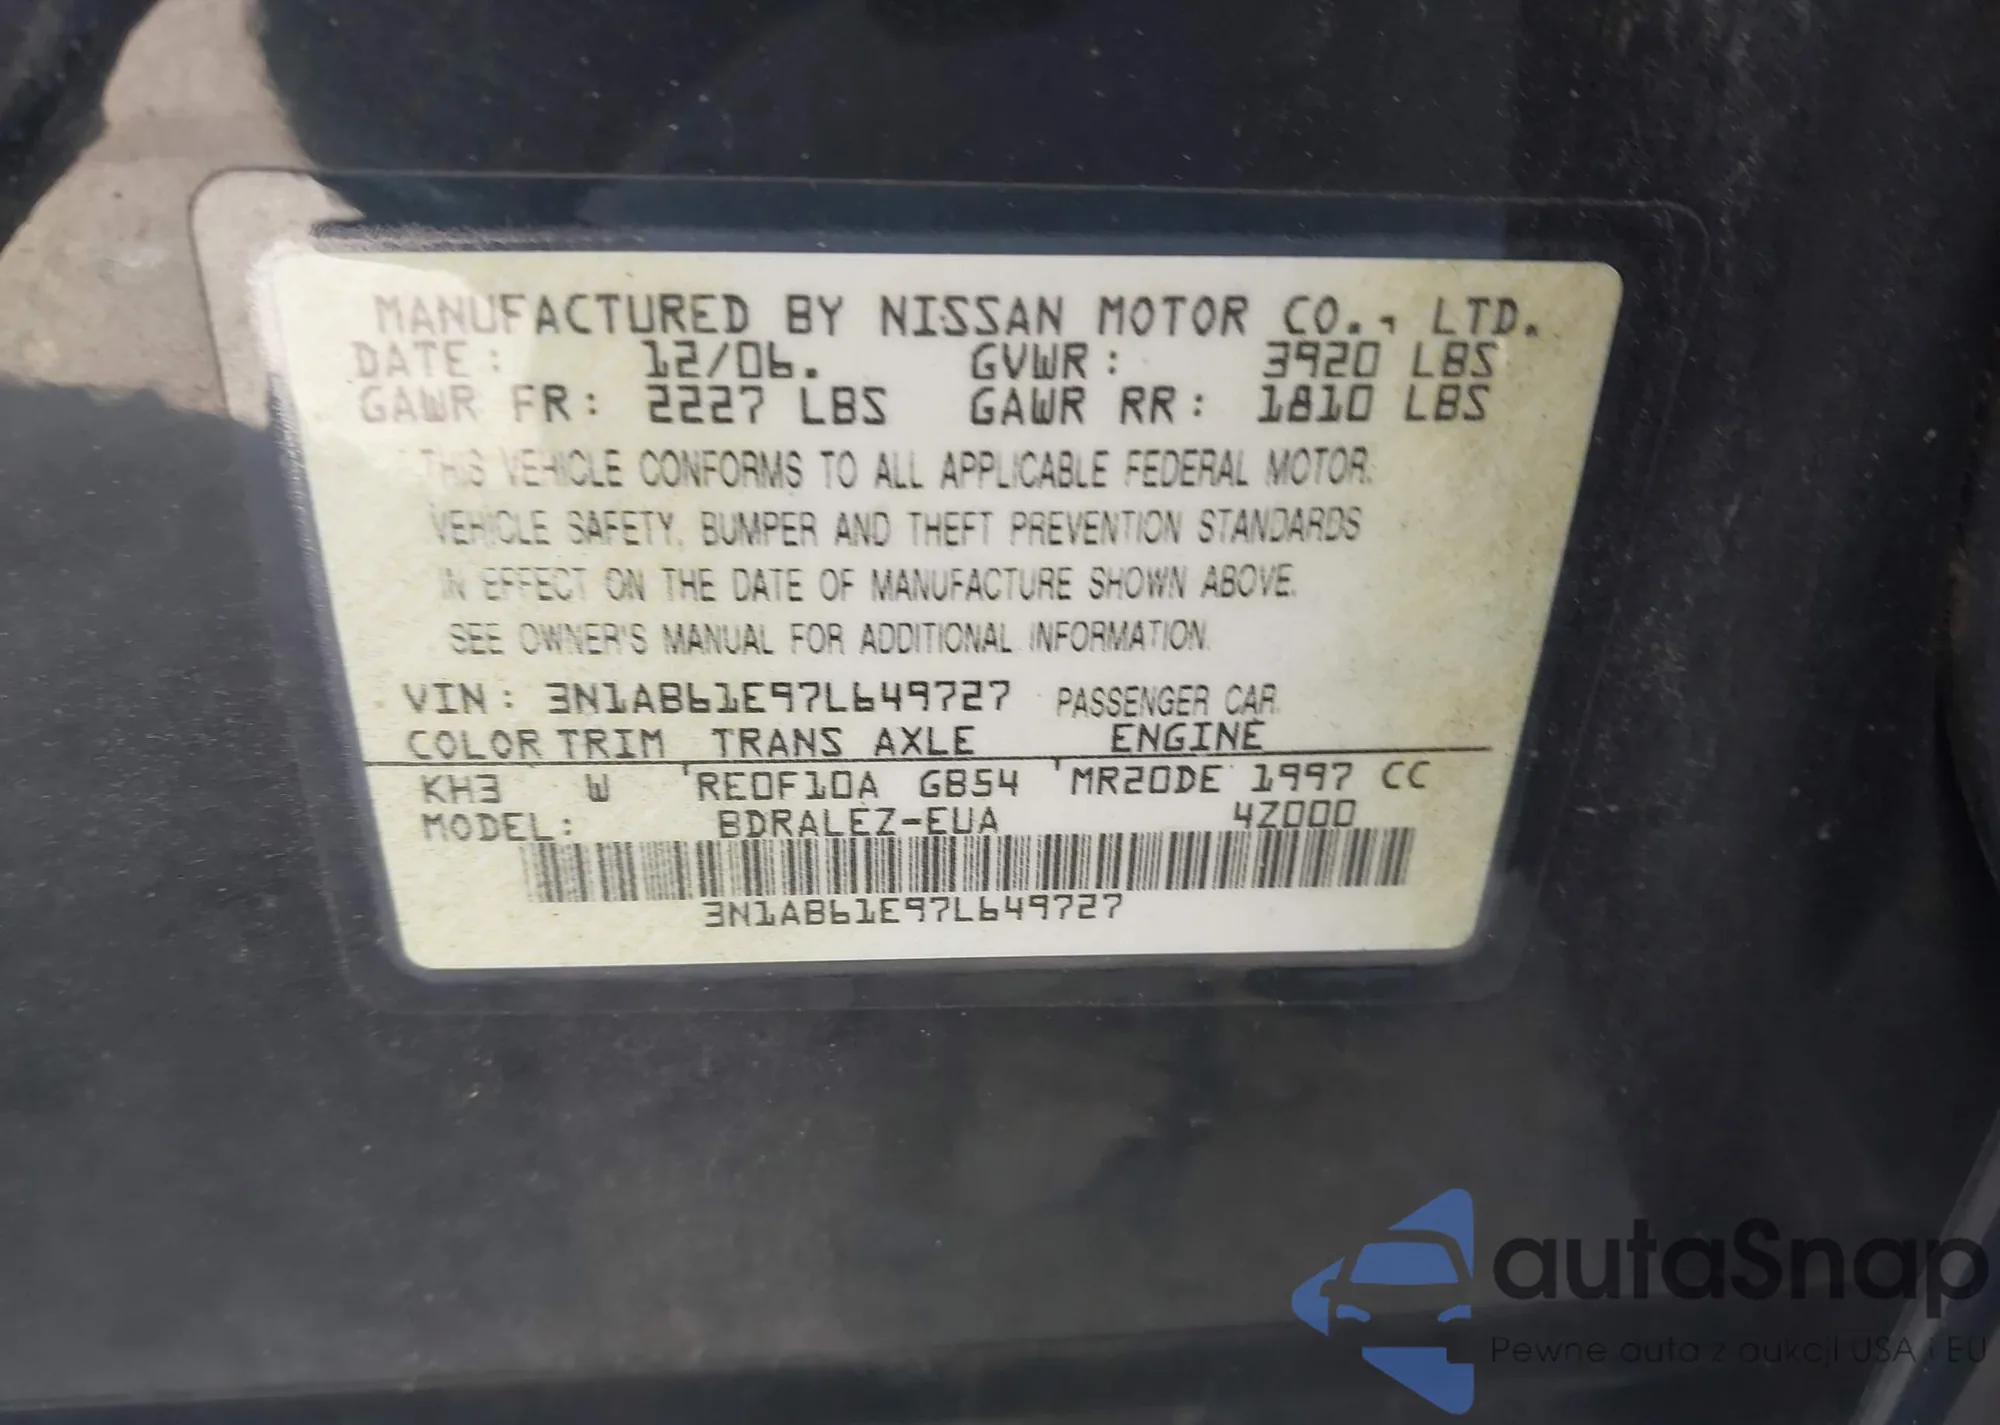 MANUFACTURED BY NISSAN MOTOR CO., LTD.
DATE: 12/06. GVWR: 3920 LBS
GAWR FR: 2227 LBS GAWR RR: 1810 LBS
THIS VEHICLE CONFORMS TO ALL APPLICABLE FEDERAL MOTOR
VEHICLE SAFETY, BUMPER AND THEFT PREVENTION STANDARDS
IN EFFECT ON THE DATE OF MANUFACTURE SHOWN ABOVE.
SEE OWNER'S MANUAL FOR ADDITIONAL INFORMATION.
VIN: 3N1AB61E97L649727 PASSENGER CAR
COLOR TRIM TRANS AXLE ENGINE
KH3 W RE0F10A GB54 MR20DE 1997 CC
MODEL: BDRALEZ-EUA 4Z000
3N1AB61E97L649727
autaSnap
Pewne auta z aukcji USA i EU